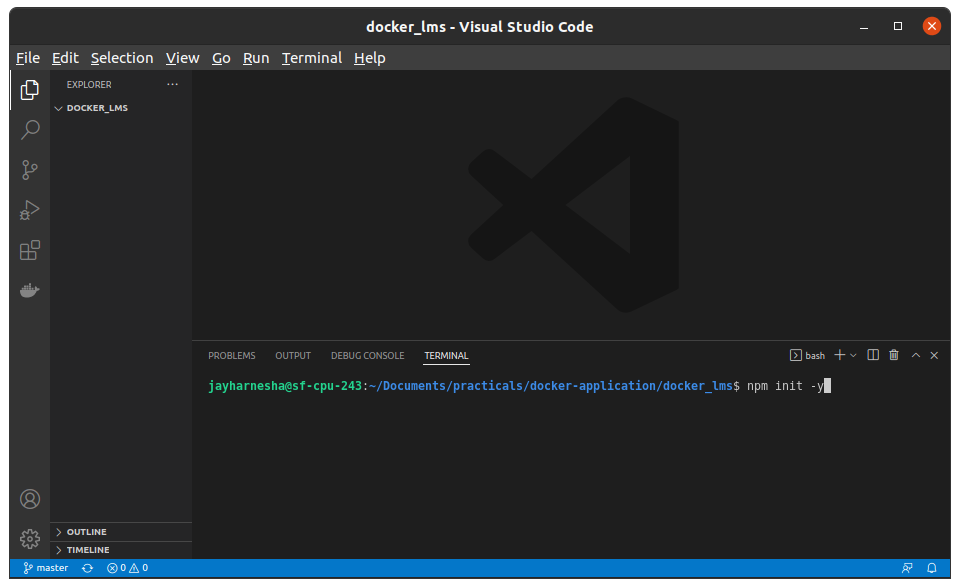 docker_lms - Visual Studio Code
File Edit Selection View Go Run Terminal Help
EXPLORER
DOCKER_LMS
PROBLEMS OUTPUT DEBUG CONSOLE TERMINAL bash
jayharnesha@sf-cpu-243:~/Documents/practicals/docker-application/docker_lms$ npm init -y
OUTLINE
TIMELINE
master 0 0